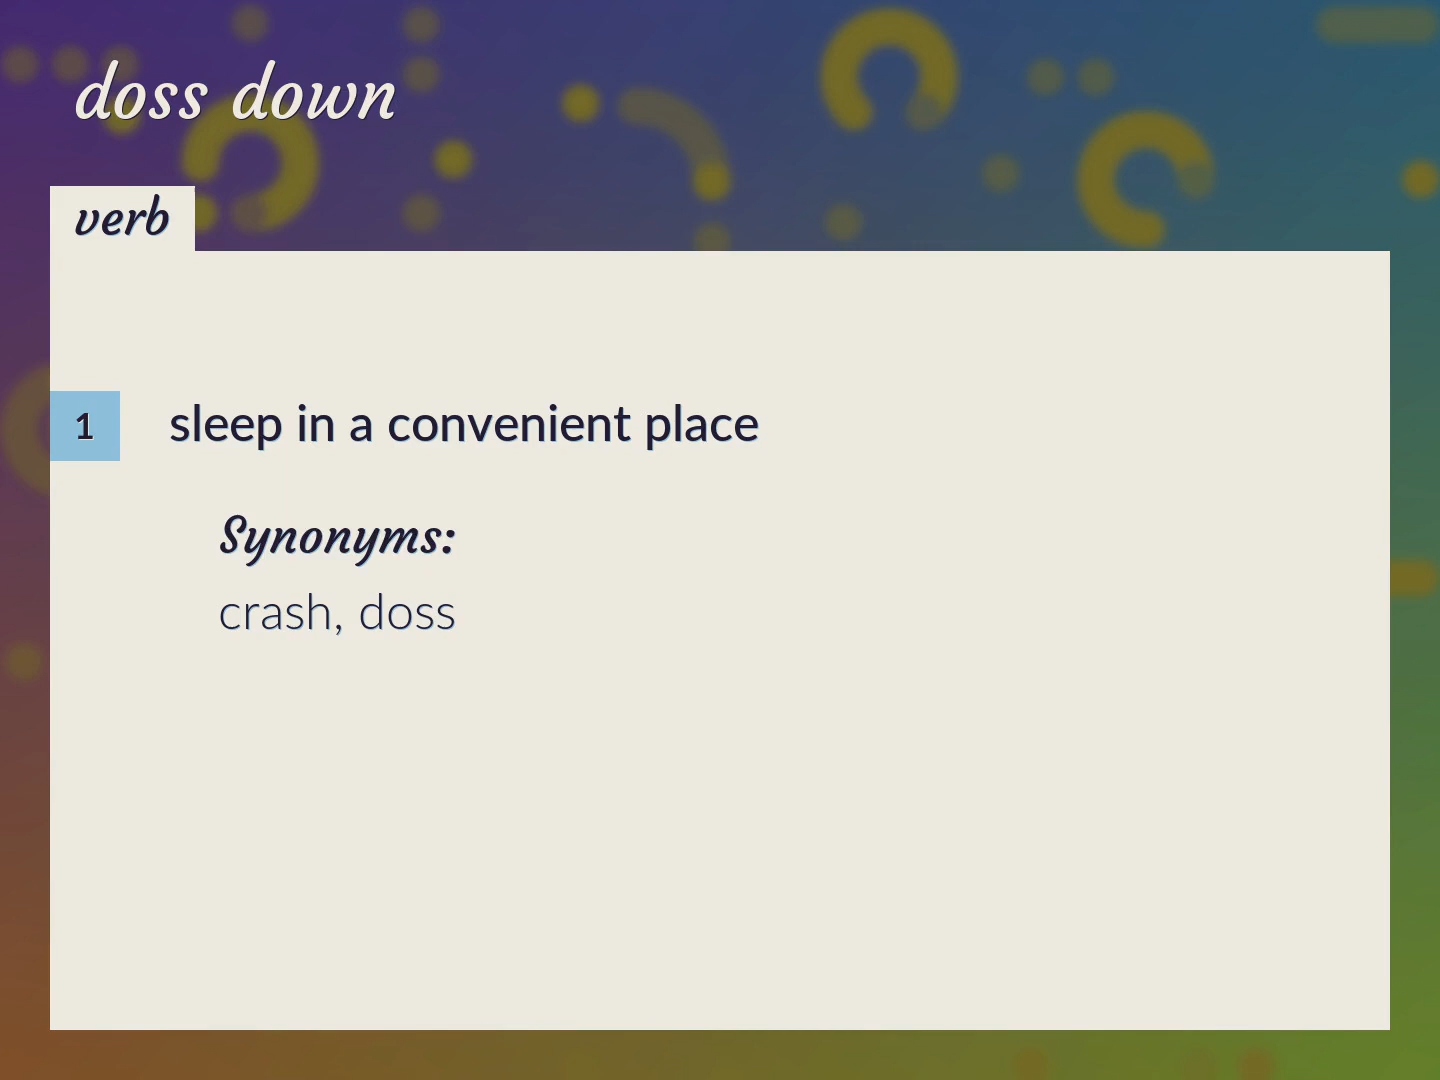 doss down
verb
1 sleep in a convenient place
Synonyms:
crash, doss